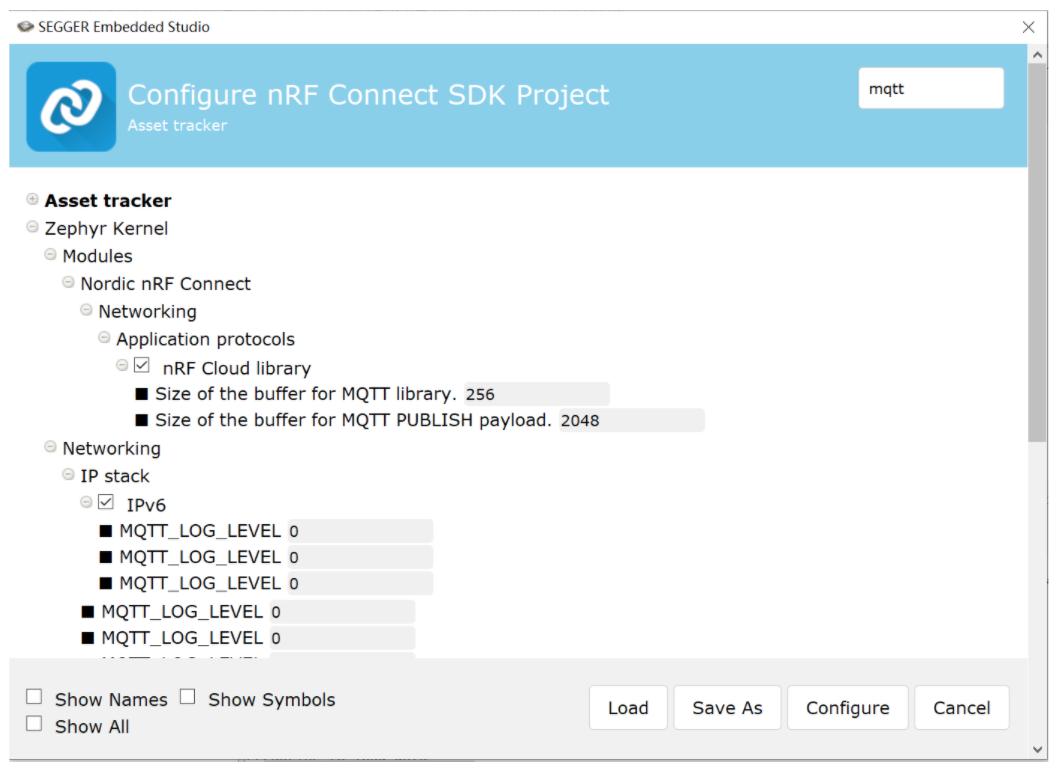 SEGGER Embedded Studio
Configure nRF Connect SDK Project
mqtt
Asset tracker
Asset tracker
Zephyr Kernel
Modules
Nordic nRF Connect
Networking
Application protocols
nRF Cloud library
Size of the buffer for MQTT library. 256
Size of the buffer for MQTT PUBLISH payload. 2048
Networking
IP stack
IPv6
MQTT_LOG_LEVEL 0
MQTT_LOG_LEVEL 0
MQTT_LOG_LEVEL 0
MQTT_LOG_LEVEL 0
MQTT_LOG_LEVEL 0
Show Names Show Symbols
Show All
Load Save As Configure Cancel